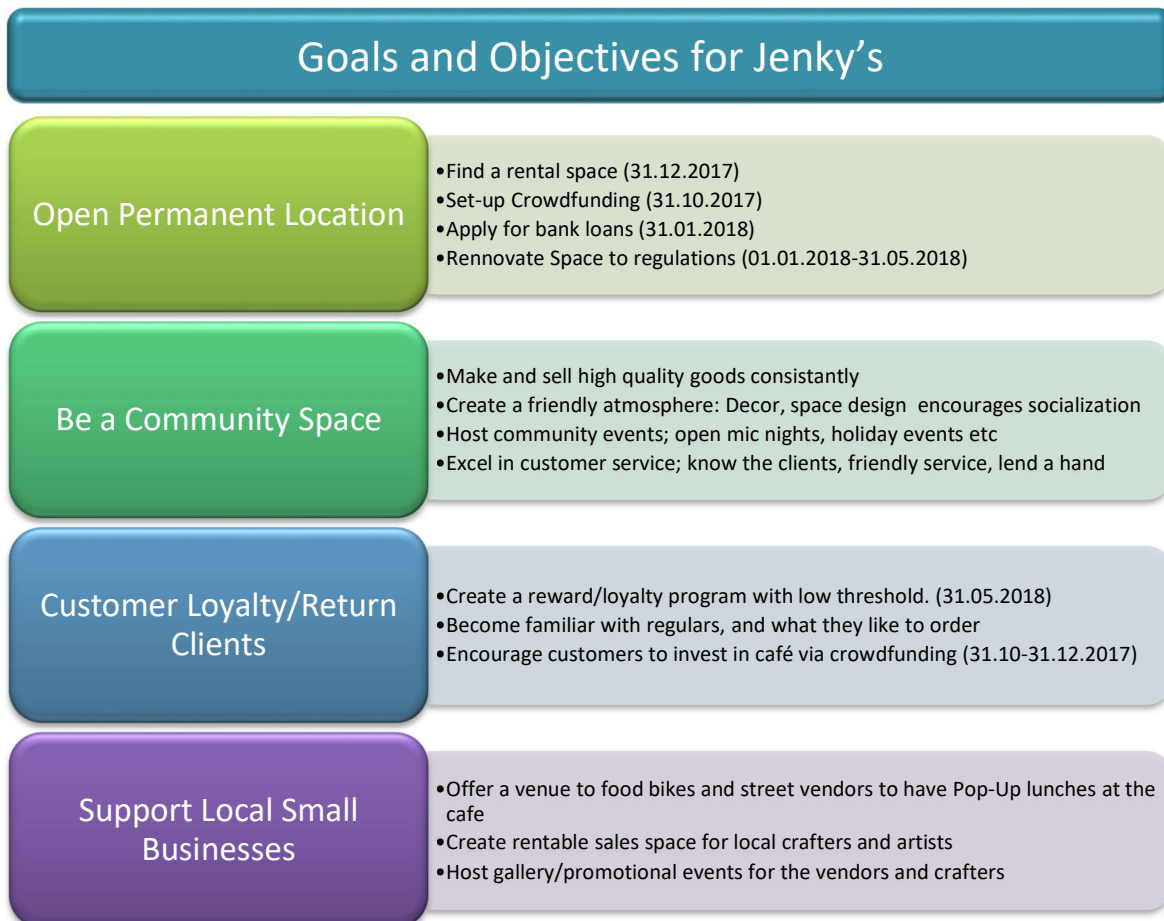 Goals and Objectives for Jenky's
Open Permanent Location
•Find a rental space (31.12.2017)
•Set-up Crowdfunding (31.10.2017)
•Apply for bank loans (31.01.2018)
•Rennovate Space to regulations (01.01.2018-31.05.2018)
Be a Community Space
•Make and sell high quality goods consistantly
•Create a friendly atmosphere: Decor, space design encourages socialization
•Host community events; open mic nights, holiday events etc
•Excel in customer service; know the clients, friendly service, lend a hand
Customer Loyalty/Return
Clients
•Create a reward/loyalty program with low threshold. (31.05.2018)
•Become familiar with regulars, and what they like to order
•Encourage customers to invest in café via crowdfunding (31.10-31.12.2017)
Support Local Small
Businesses
•Offer a venue to food bikes and street vendors to have Pop-Up lunches at the
cafe
•Create rentable sales space for local crafters and artists
•Host gallery/promotional events for the vendors and crafters